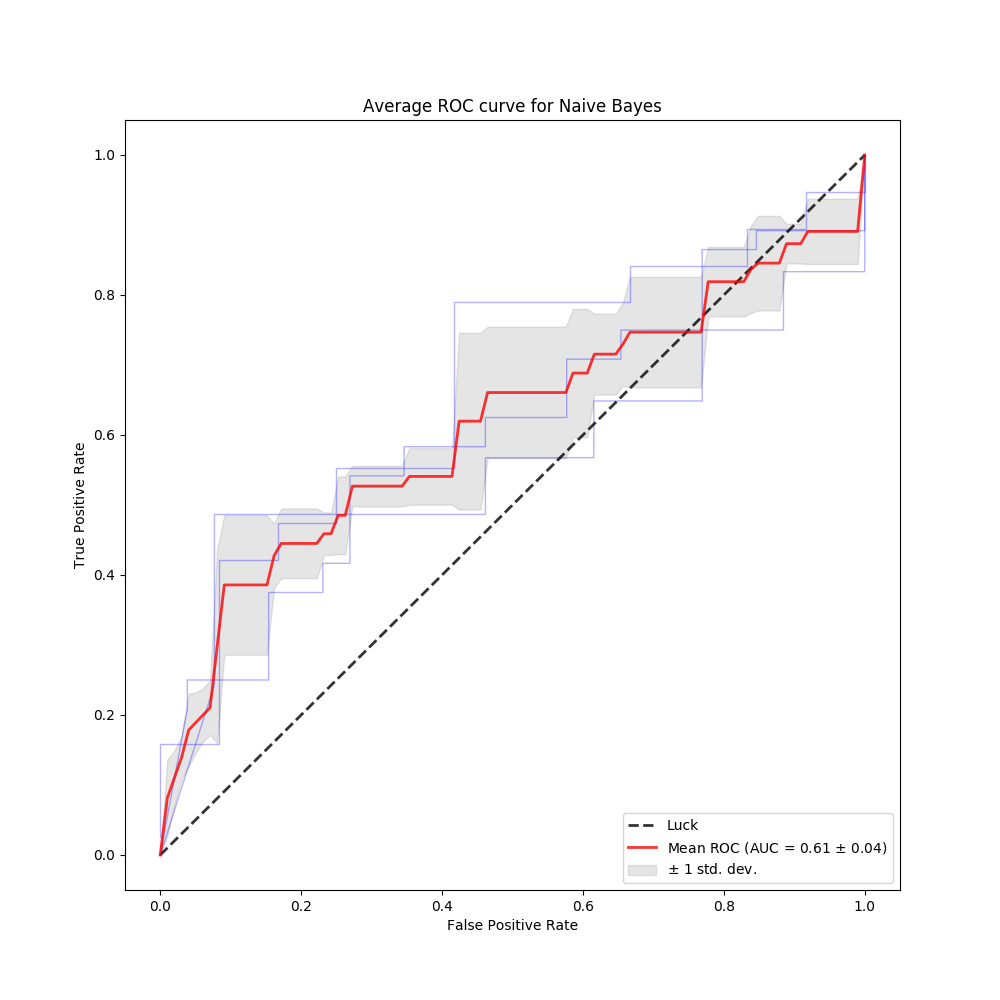 Average ROC curve for Naive Bayes
1.0
0.8
0.6
0.4
0.2
0.0
True Positive Rate
0.0 0.2 0.4 0.6 0.8 1.0
False Positive Rate
Luck
Mean ROC (AUC = 0.61 ± 0.04)
± 1 std. dev.